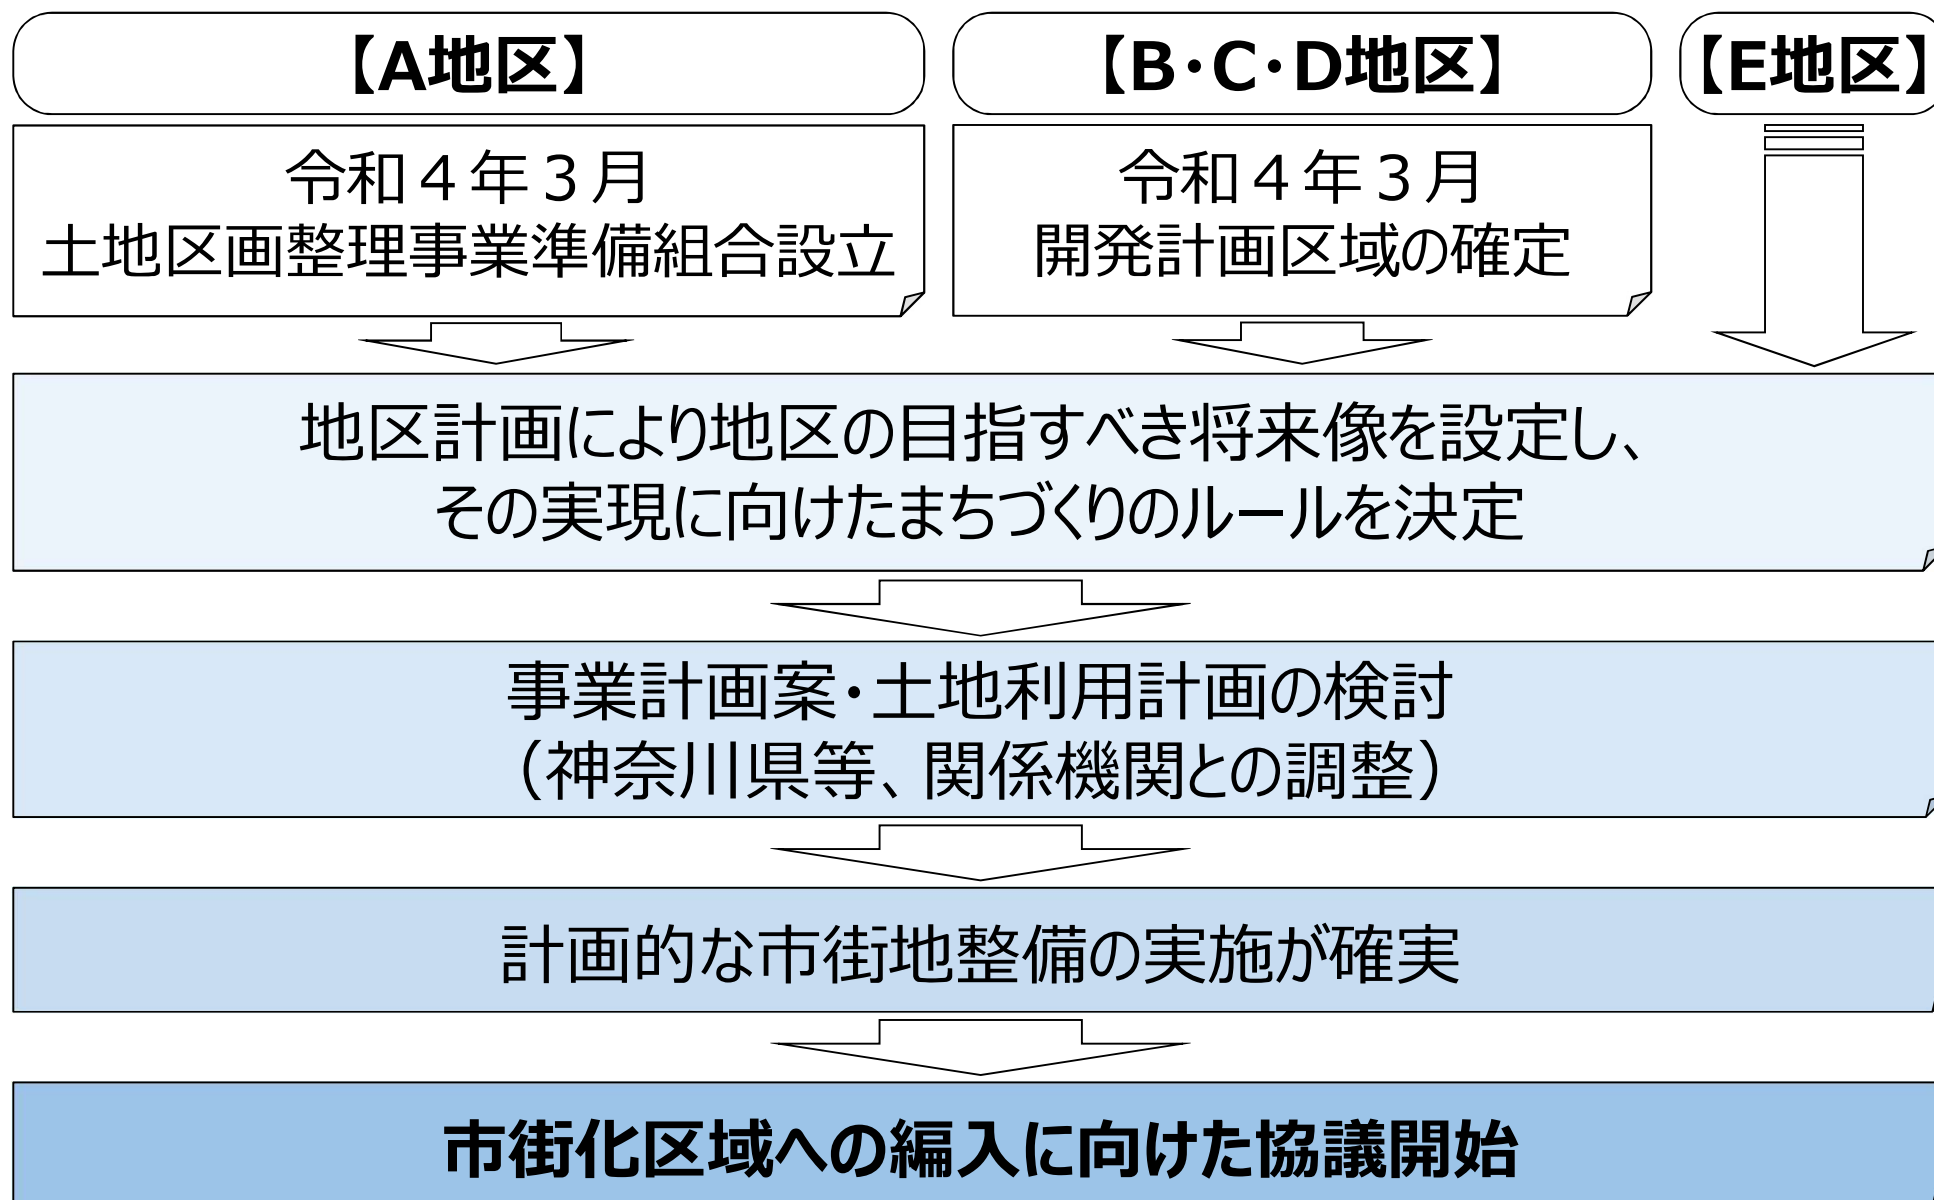 【A地区】
【B・C・D地区】
【E地区】
令和４年３月
土地区画整理事業準備組合設立
令和４年３月
開発計画区域の確定
地区計画により地区の目指すべき将来像を設定し、
その実現に向けたまちづくりのルールを決定
事業計画案・土地利用計画の検討
（神奈川県等、関係機関との調整）
計画的な市街地整備の実施が確実
市街化区域への編入に向けた協議開始